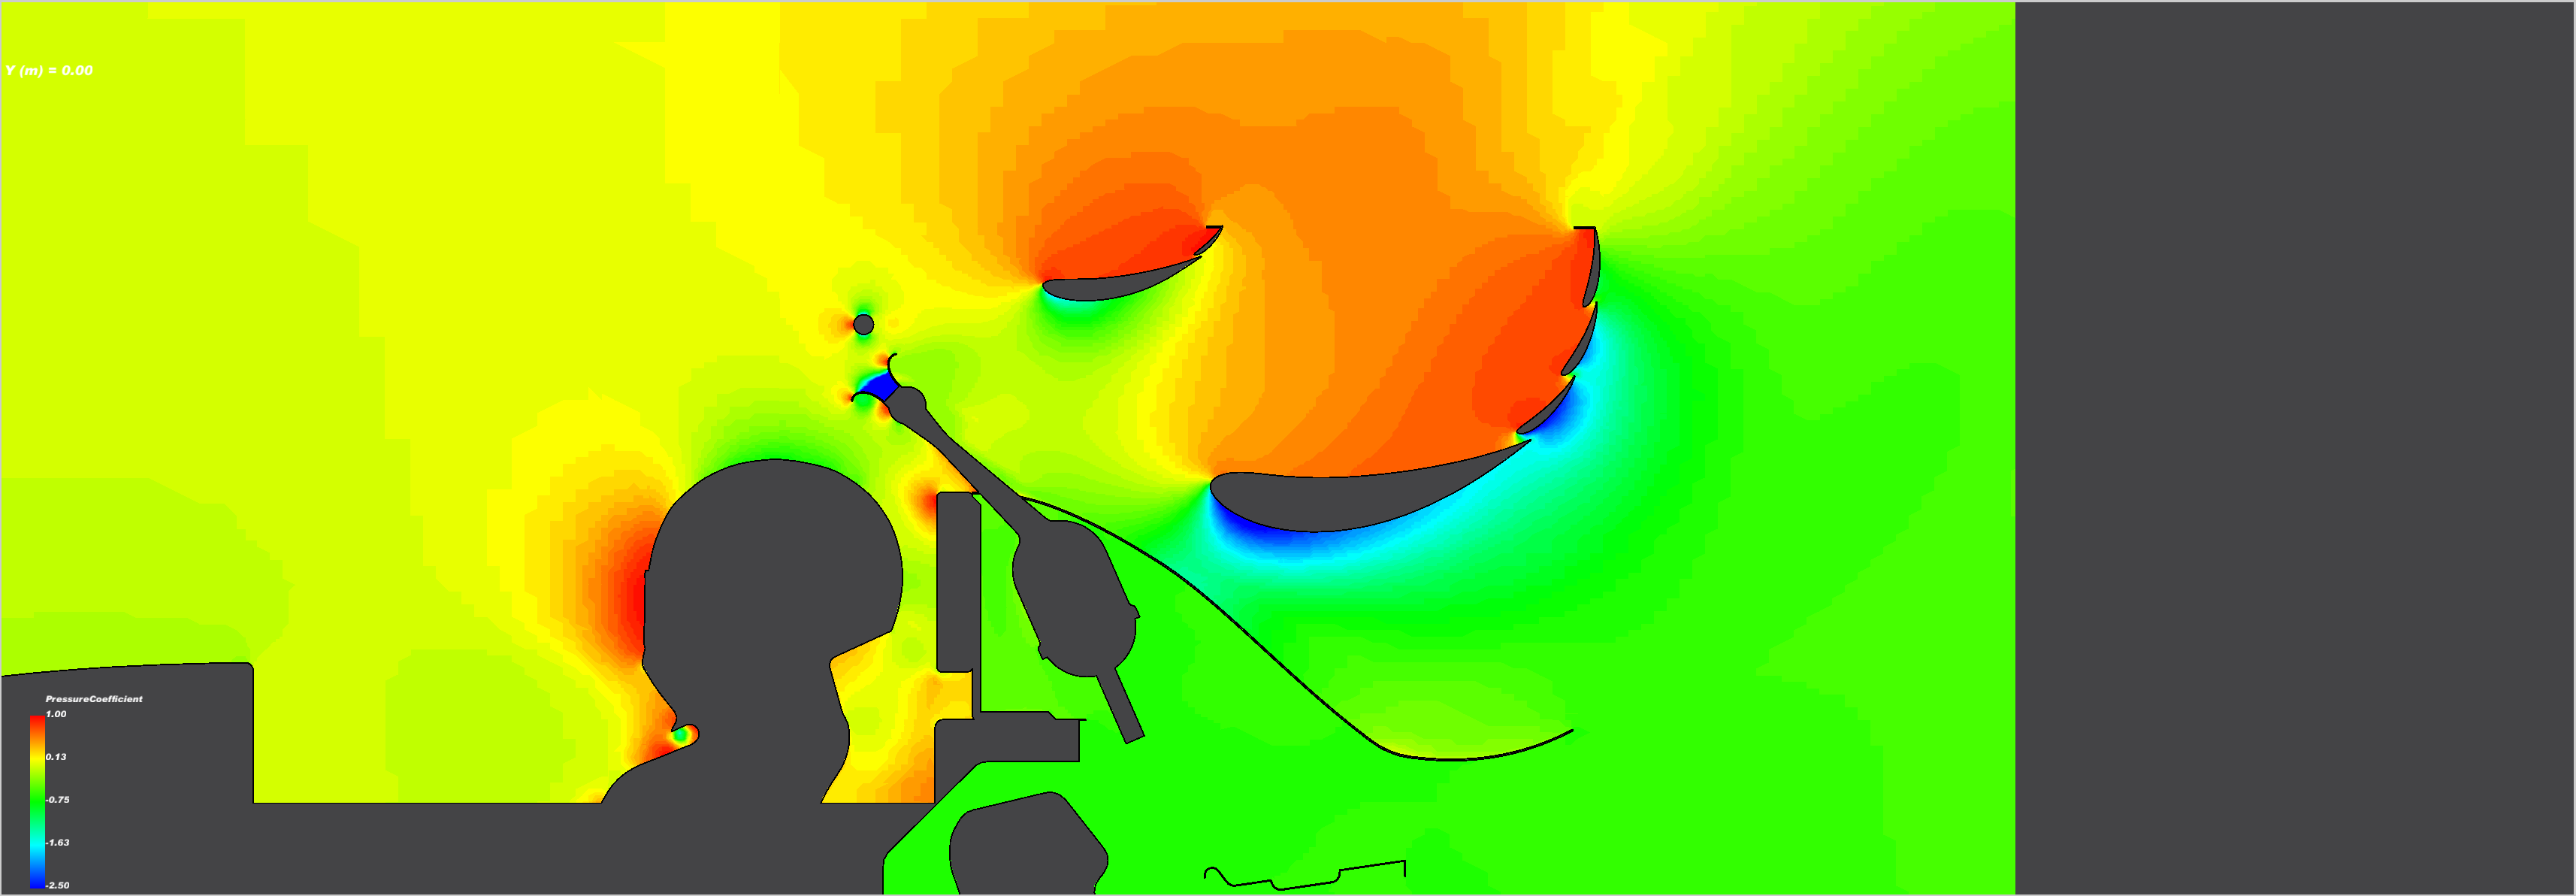 Y (m) = 0.00
PressureCoefficient
1.00
0.13
-0.75
-1.63
-2.50